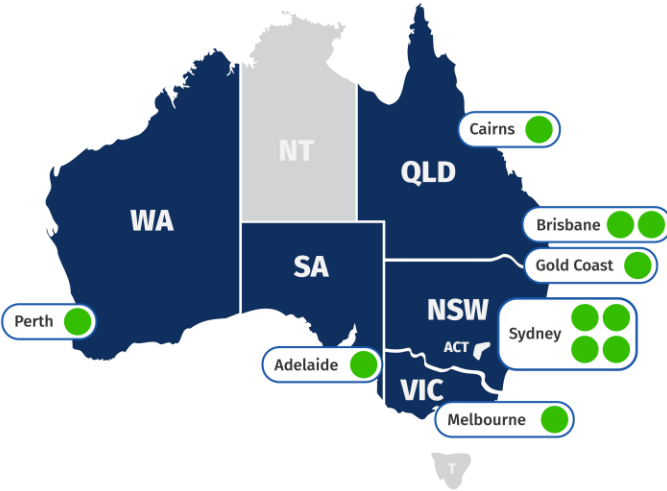 NT
Cairns
QLD
WA
Brisbane
Gold Coast
SA
NSW
Perth
Sydney
ACT
Adelaide
VIC
Melbourne
T